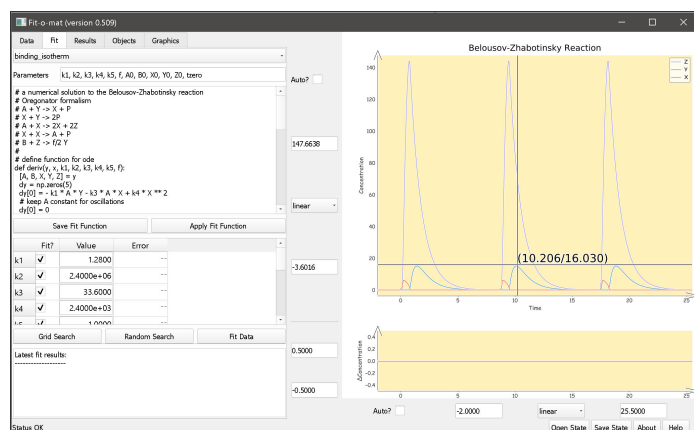 Fit-o-mat (version 0.509)
Data Fit Results Objects Graphics
binding_isotherm
Parameters k1, k2, k3, k4, k5, f, A0, B0, X0, Y0, Z0, tzero
# a numerical solution to the Belousov-Zhabotinsky reaction
# Oregonator formalism
# A + Y -> X + P
# X + Y -> 2P
# A + X -> 2X + 2Z
# X + X -> A + P
# B + Z -> f/2 Y
#
# define function for ode
def deriv(y, x, k1, k2, k3, k4, k5, f):
[A, B, X, Y, Z] = y
dy = np.zeros(5)
dy[0] = - k1 * A * Y - k3 * A * X + k4 * X ** 2
# keep A constant for oscillations
dy[0] = 0
Save Fit Function Apply Fit Function
Fit? Value Error
k1 1.2800 --
k2 2.4000e+06 --
k3 33.6000 --
k4 2.4000e+03 --
k5 1.0000 --
Grid Search Random Search Fit Data
Latest fit results:
--------------------
Status OK
Auto?
147.6638
linear
-3.6016
0.5000
-0.5000
Belousov-Zhabotinsky Reaction
Z
Y
X
140
120
100
80
60
40
20
0
Concentration
(10.206/16.030)
0 5 10 15 20 25
Time
0.4
0.2
0.0
-0.2
-0.4
ΔConcentration
0 5 10 15 20 25
Auto? -2.0000 linear 25.5000
Open State Save State About Help